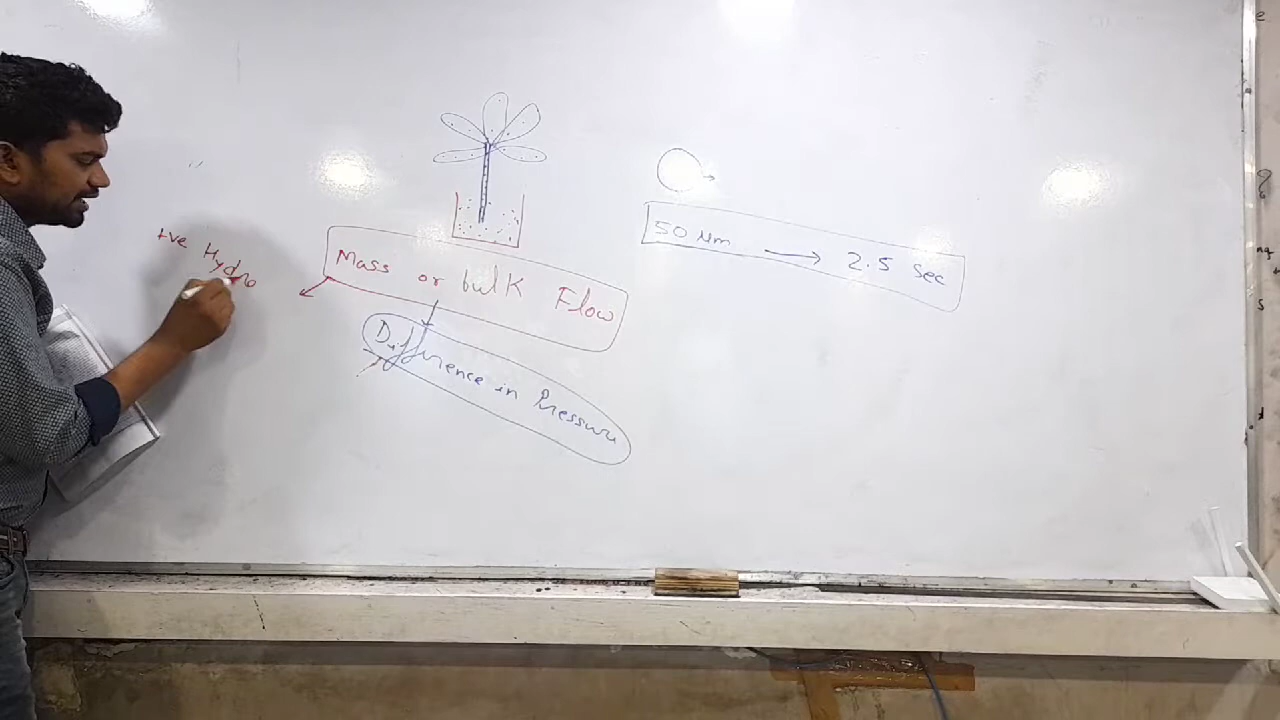 50 μm → 2.5 Sec
+ve Hydro
Mass or bulk Flow
Difference in Pressure